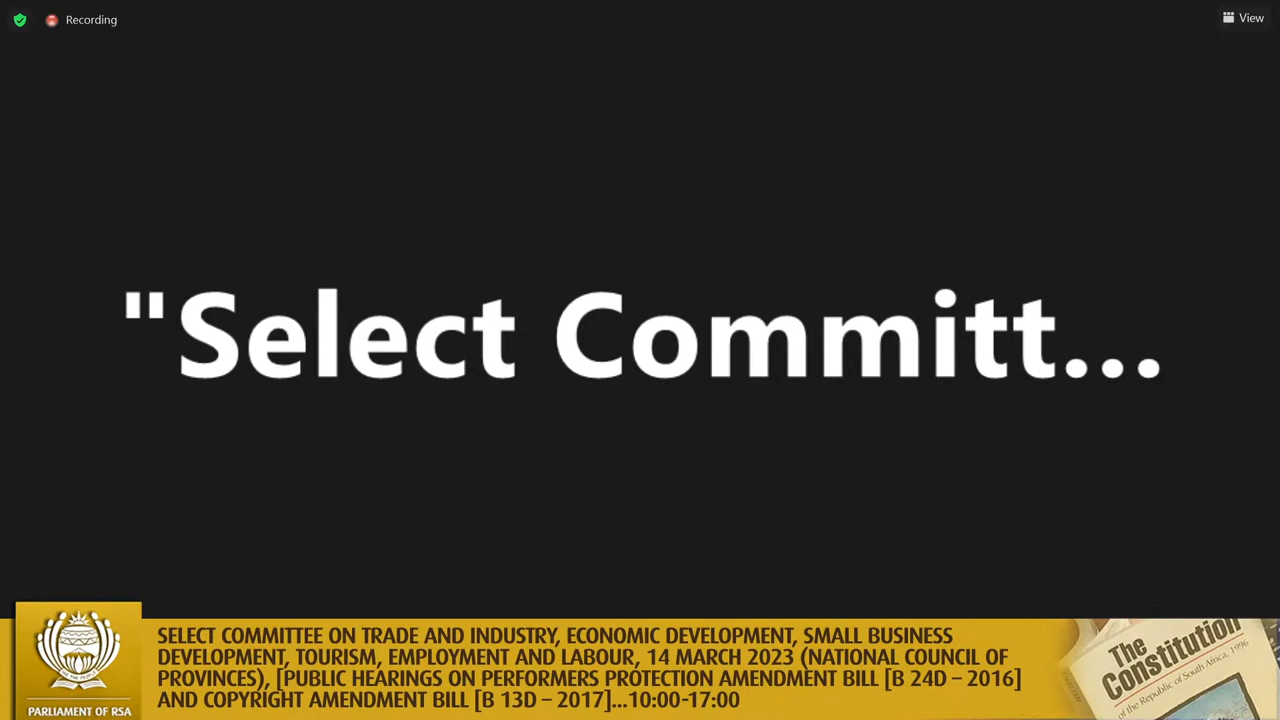 Recording
View
"Select Committ...
SELECT COMMITTEE ON TRADE AND INDUSTRY, ECONOMIC DEVELOPMENT, SMALL BUSINESS
DEVELOPMENT, TOURISM, EMPLOYMENT AND LABOUR, 14 MARCH 2023 (NATIONAL COUNCIL OF
PROVINCES), [PUBLIC HEARINGS ON PERFORMERS PROTECTION AMENDMENT BILL [B 24D – 2016]
AND COPYRIGHT AMENDMENT BILL [B 13D – 2017]...10:00-17:00
PARLIAMENT OF RSA
The
Constitution
of the Republic of South Africa, 1996